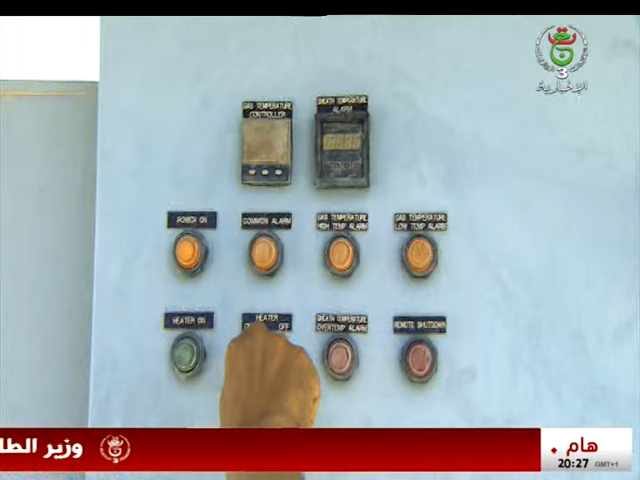 3
الإخبارية
GAS TEMPERATURE
CONTROLLER
SHEATH TEMPERATURE
ALARM
POWER ON
COMMON ALARM
GAS TEMPERATURE
HIGH TEMP ALARM
GAS TEMPERATURE
LOW TEMP ALARM
HEATER ON
HEATER
OFF
SHEATH TEMPERATURE
OVERTEMP ALARM
REMOTE SHUTDOWN
وزير الطا
هام
20:27 GMT+1